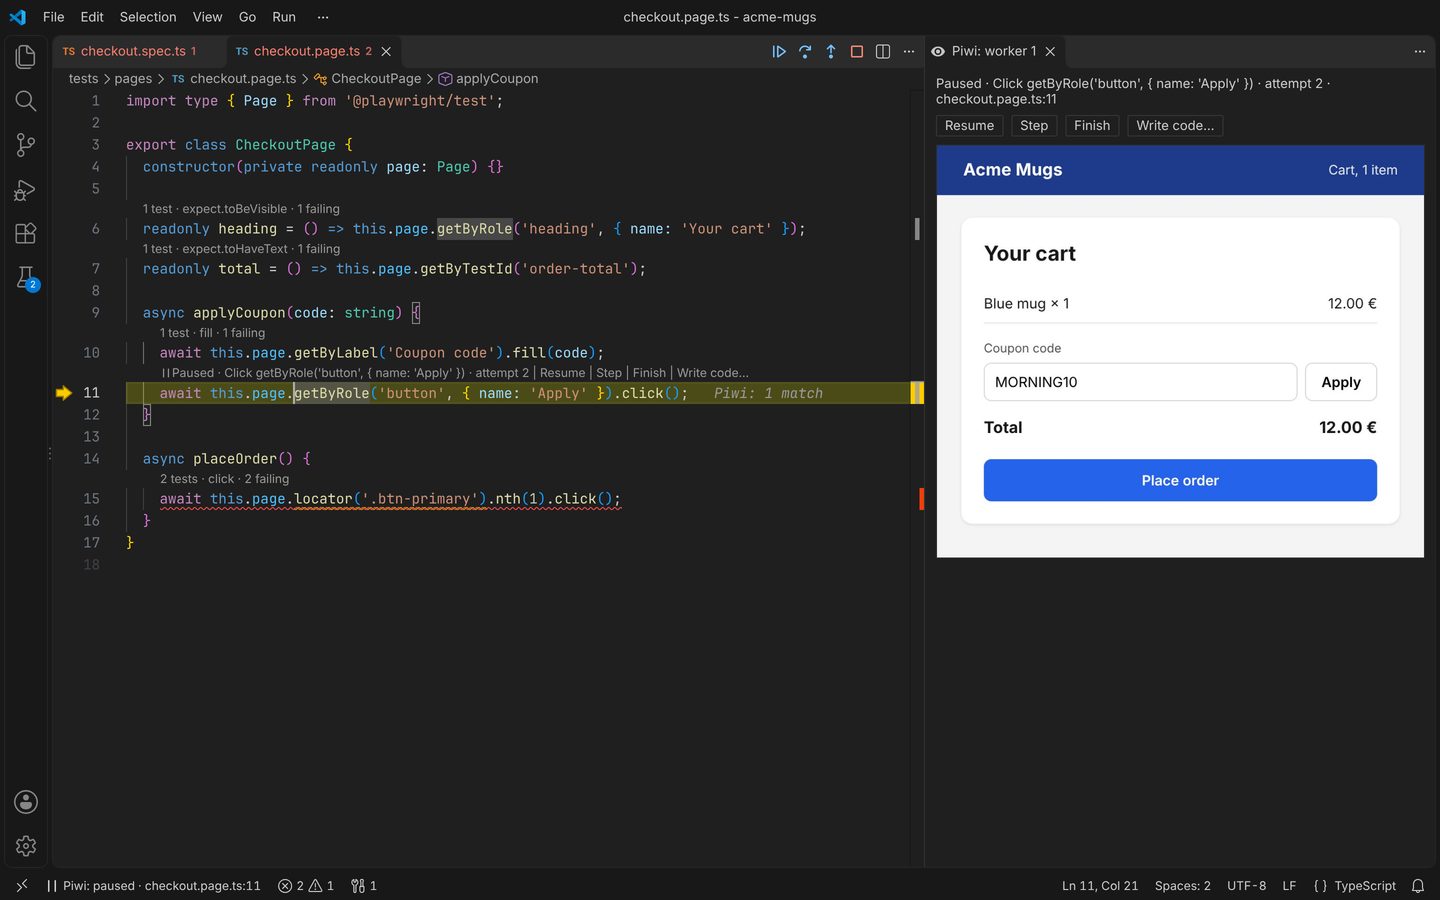 File Edit Selection View Go Run ···
checkout.page.ts - acme-mugs
TS checkout.spec.ts 1
TS checkout.page.ts 2
Piwi: worker 1
tests > pages > TS checkout.page.ts > CheckoutPage > applyCoupon
1 import type { Page } from '@playwright/test';
2
3 export class CheckoutPage {
4 constructor(private readonly page: Page) {}
5
1 test · expect.toBeVisible · 1 failing
6 readonly heading = () => this.page.getByRole('heading', { name: 'Your cart' });
1 test · expect.toHaveText · 1 failing
7 readonly total = () => this.page.getByTestId('order-total');
8
9 async applyCoupon(code: string) {
1 test · fill · 1 failing
10 await this.page.getByLabel('Coupon code').fill(code);
Paused · Click getByRole('button', { name: 'Apply' }) · attempt 2 | Resume | Step | Finish | Write code...
11 await this.page.getByRole('button', { name: 'Apply' }).click(); Piwi: 1 match
12 }
13
14 async placeOrder() {
2 tests · click · 2 failing
15 await this.page.locator('.btn-primary').nth(1).click();
16 }
17 }
18
Paused · Click getByRole('button', { name: 'Apply' }) · attempt 2 ·
checkout.page.ts:11
Resume Step Finish Write code...
Acme Mugs Cart, 1 item
Your cart
Blue mug × 1 12.00 €
Coupon code
MORNING10 Apply
Total 12.00 €
Place order
2
Piwi: paused · checkout.page.ts:11 2 1 1
Ln 11, Col 21 Spaces: 2 UTF-8 LF { } TypeScript